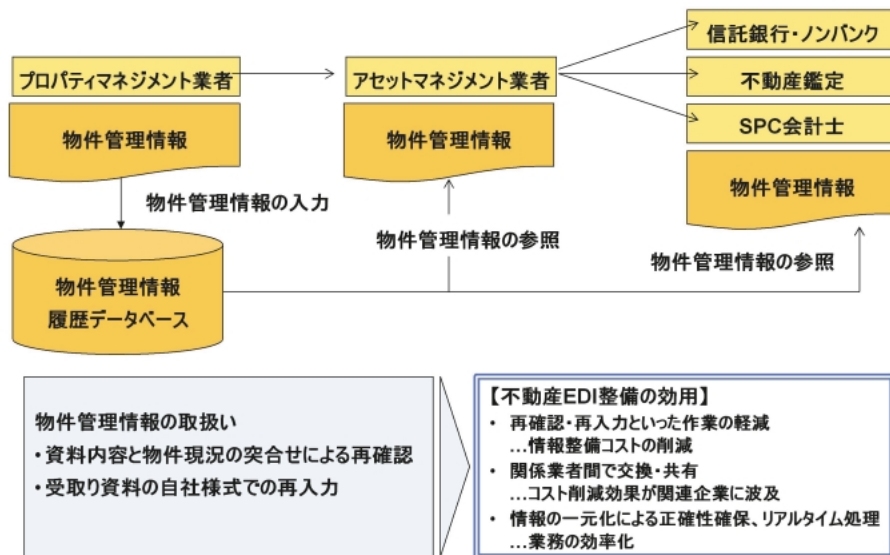 信託銀行・ノンバンク
プロパティマネジメント業者
アセットマネジメント業者
不動産鑑定
SPC会計士
物件管理情報
物件管理情報
物件管理情報
物件管理情報の入力
物件管理情報の参照
物件管理情報の参照
物件管理情報
履歴データベース
物件管理情報の取扱い
・資料内容と物件現況の突合せによる再確認
・受取り資料の自社様式での再入力
【不動産EDI整備の効用】
• 再確認・再入力といった作業の軽減
…情報整備コストの削減
• 関係業者間で交換・共有
…コスト削減効果が関連企業に波及
• 情報の一元化による正確性確保、リアルタイム処理
…業務の効率化